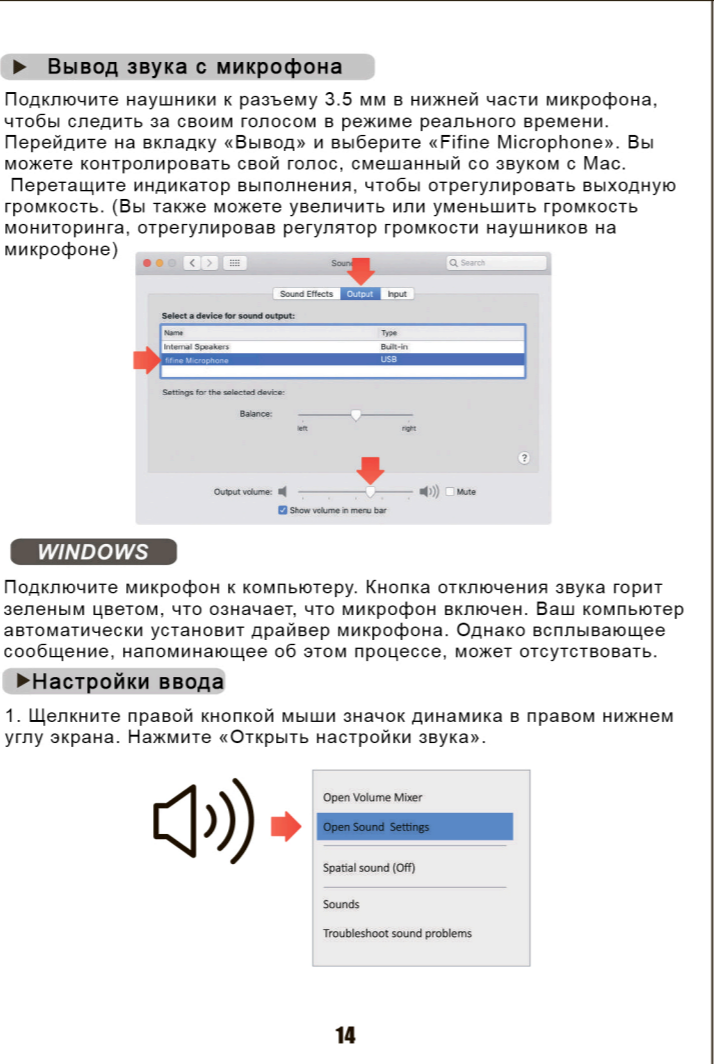 Вывод звука с микрофона
Подключите наушники к разъему 3.5 мм в нижней части микрофона,
чтобы следить за своим голосом в режиме реального времени.
Перейдите на вкладку «Вывод» и выберите «Fifine Microphone». Вы
можете контролировать свой голос, смешанный со звуком с Mac.
Перетащите индикатор выполнения, чтобы отрегулировать выходную
громкость. (Вы также можете увеличить или уменьшить громкость
мониторинга, отрегулировав регулятор громкости наушников на
микрофоне)
Search
Sound Effects Output Input
Select a device for sound output:
Name Type
Internal Speakers Built-in
fifine Microphone USB
Settings for the selected device:
Balance:
left right
?
Output volume: Mute
Show volume in menu bar
WINDOWS
Подключите микрофон к компьютеру. Кнопка отключения звука горит
зеленым цветом, что означает, что микрофон включен. Ваш компьютер
автоматически установит драйвер микрофона. Однако всплывающее
сообщение, напоминающее об этом процессе, может отсутствовать.
Настройки ввода
1. Щелкните правой кнопкой мыши значок динамика в правом нижнем
углу экрана. Нажмите «Открыть настройки звука».
Open Volume Mixer
Open Sound Settings
Spatial sound (Off)
Sounds
Troubleshoot sound problems
14